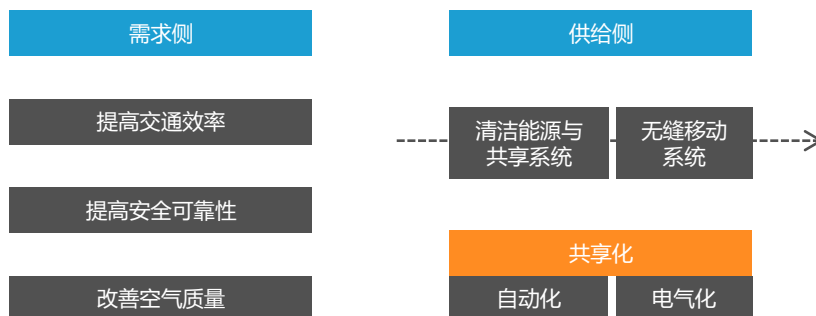 需求侧
提高交通效率
提高安全可靠性
改善空气质量
供给侧
清洁能源与
共享系统
无缝移动
系统
共享化
自动化
电气化